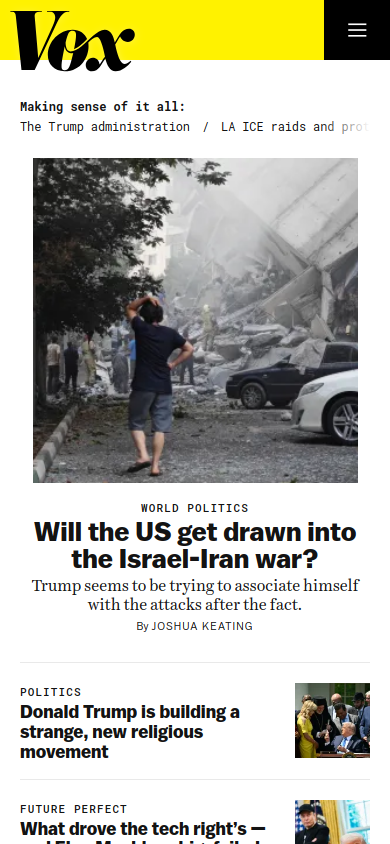 Vox
Making sense of it all:
The Trump administration / LA ICE raids and
WORLD POLITICS
Will the US get drawn into
the Israel-Iran war?
Trump seems to be trying to associate himself
with the attacks after the fact.
By JOSHUA KEATING
POLITICS
Donald Trump is building a
strange, new religious
movement
FUTURE PERFECT
What drove the tech right’s —